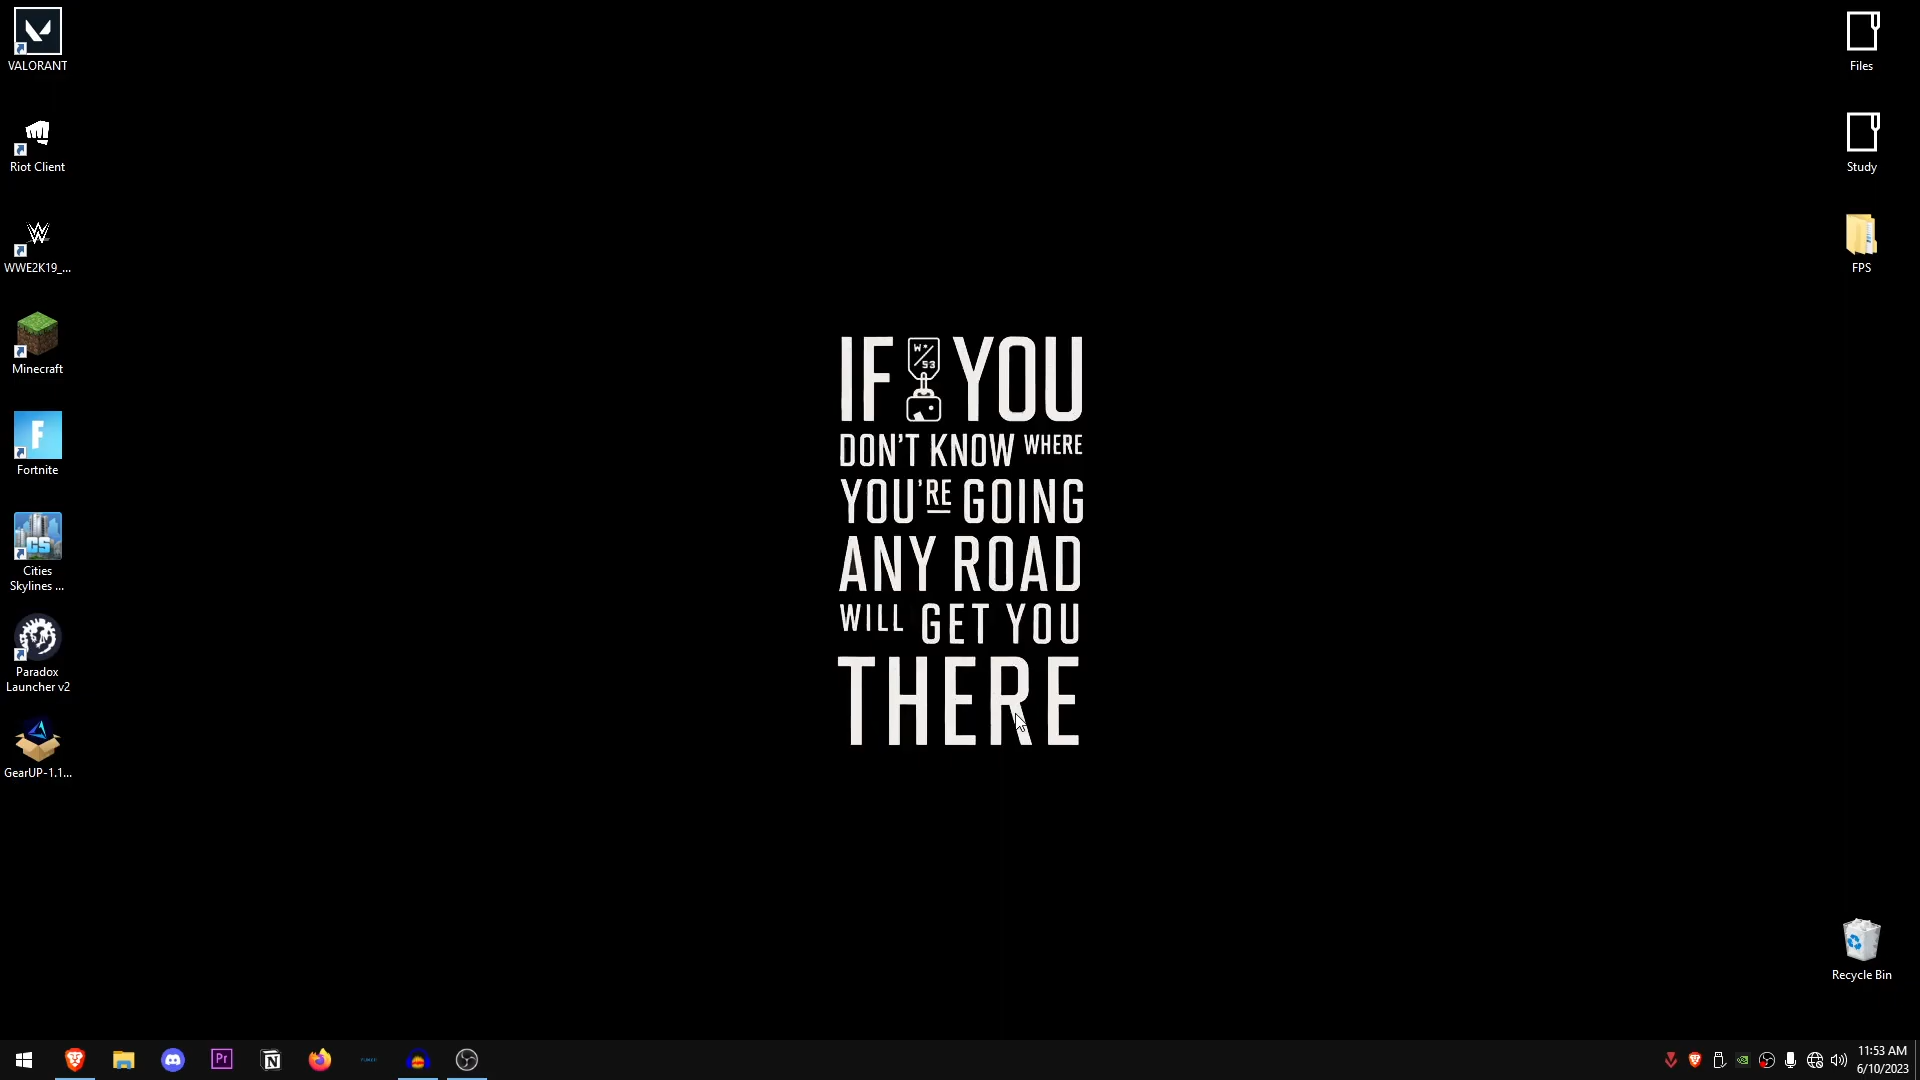 VALORANT
Riot Client
WWE2K19_...
Minecraft
Fortnite
Cities
Skylines ...
Paradox
Launcher v2
GearUP-1.1...
IF YOU
W*/53
DON'T KNOW WHERE
YOU'RE GOING
ANY ROAD
WILL GET YOU
THERE
Files
Study
FPS
Recycle Bin
Pr
11:53 AM
6/10/2023